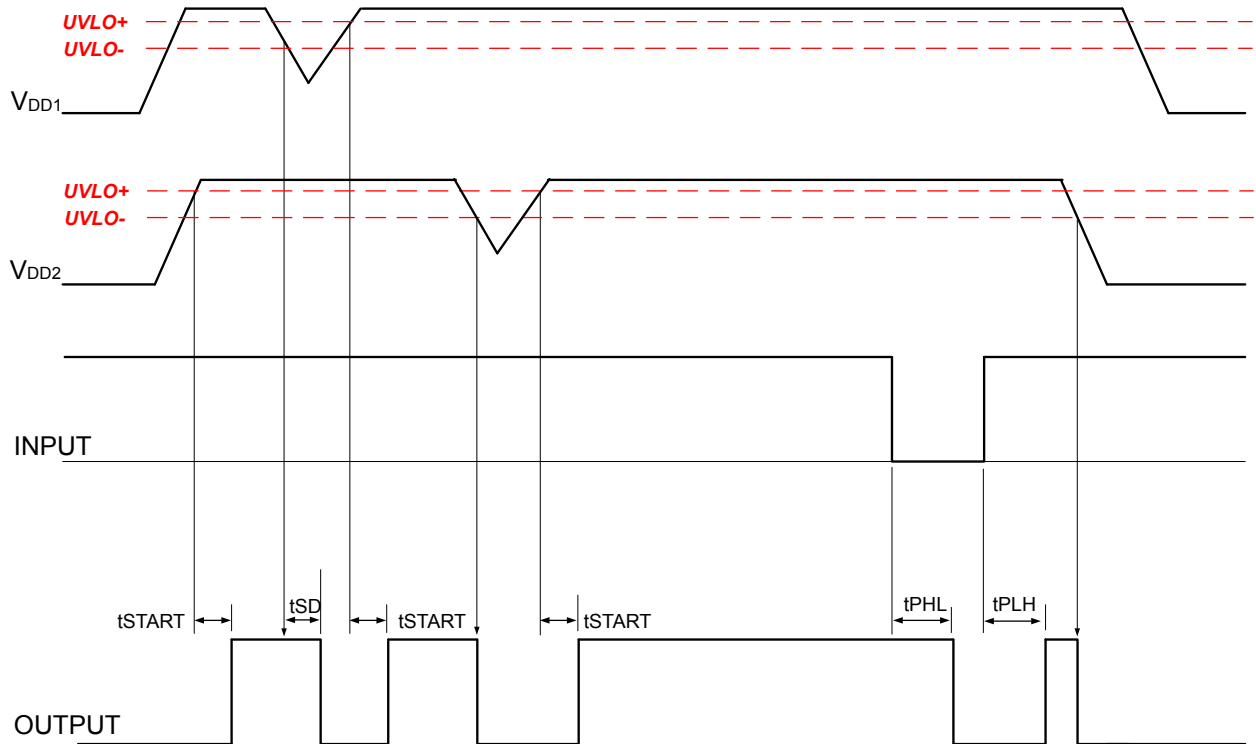 UVLO+
UVLO-
VDD1
UVLO+
UVLO-
VDD2
INPUT
tSTART
tSD
tSTART
tSTART
tPHL
tPLH
OUTPUT